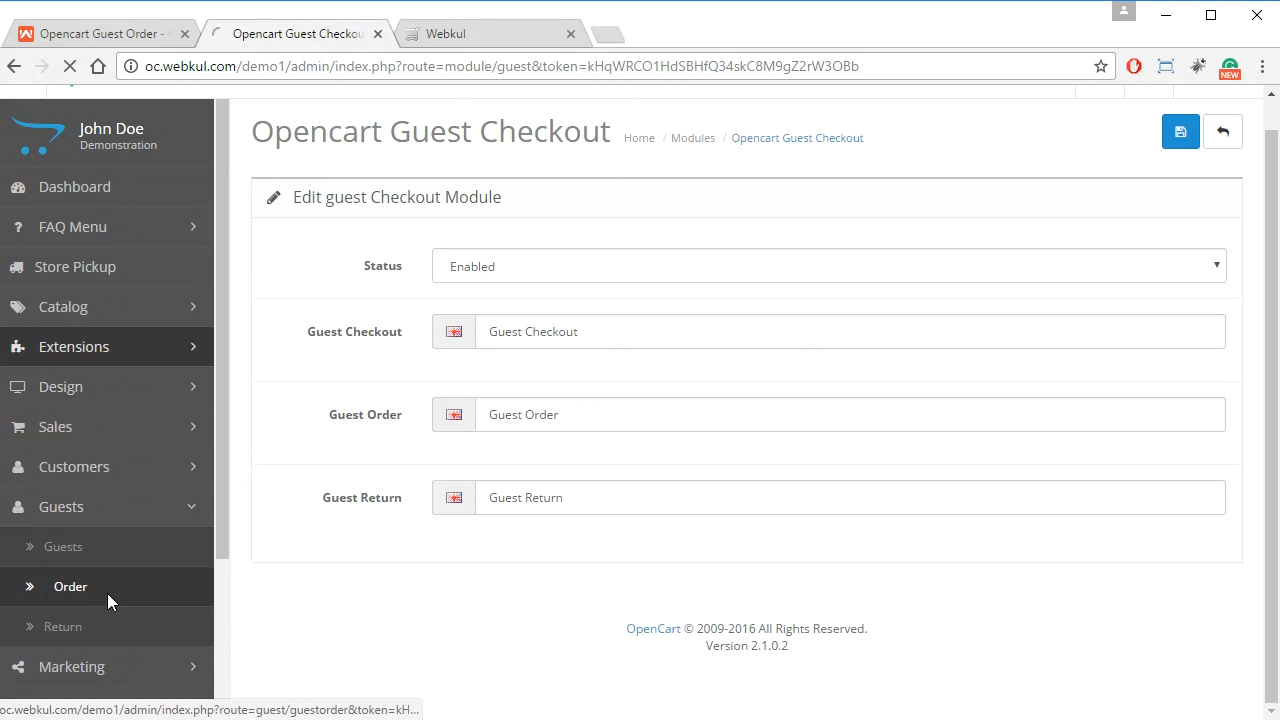 Opencart Guest Order -
Opencart Guest Checkou
Webkul
oc.webkul.com/demo1/admin/index.php?route=module/guest&token=kHqWRCO1HdSBHfQ34skC8M9gZ2rW3OBb
NEW
John Doe
Demonstration
Opencart Guest Checkout
Home / Modules / Opencart Guest Checkout
Dashboard
FAQ Menu
Store Pickup
Catalog
Extensions
Design
Sales
Customers
Guests
Guests
Order
Return
Marketing
Edit guest Checkout Module
Status Enabled
Guest Checkout Guest Checkout
Guest Order Guest Order
Guest Return Guest Return
OpenCart © 2009-2016 All Rights Reserved.
Version 2.1.0.2
oc.webkul.com/demo1/admin/index.php?route=guest/guestorder&token=kH...